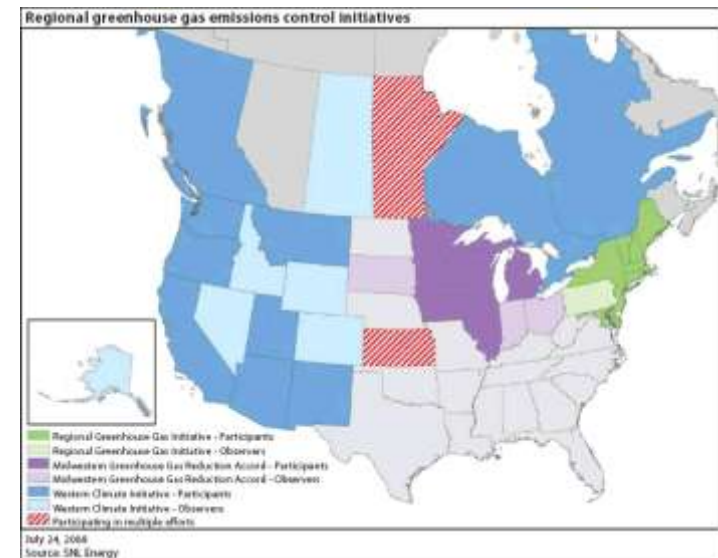 Regional greenhouse gas emissions control initiatives
Regional Greenhouse Gas Initiative - Participants
Regional Greenhouse Gas Initiative - Observers
Midwestern Greenhouse Gas Reduction Accord - Participants
Midwestern Greenhouse Gas Reduction Accord - Observers
Western Climate Initiative - Participants
Western Climate Initiative - Observers
Participating in multiple efforts
July 24,
Source: SNL Energy